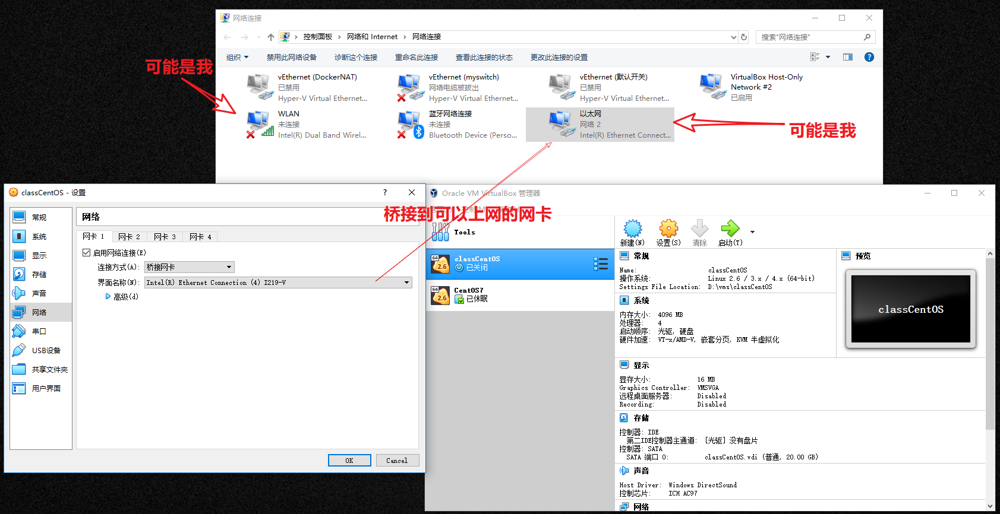 网络连接
控制面板 › 网络和 Internet › 网络连接
搜索"网络连接"
组织
禁用此网络设备
诊断这个连接
重命名此连接
查看此连接的状态
更改此连接的设置
可能是我
vEthernet (DockerNAT)
已禁用
Hyper-V Virtual Ethernet...
vEthernet (myswitch)
网络电缆被拔出
Hyper-V Virtual Ethernet...
vEthernet (默认开关)
已禁用
Hyper-V Virtual Ethernet...
VirtualBox Host-Only
Network #2
已启用
WLAN
未连接
Intel(R) Dual Band Wirel...
蓝牙网络连接
未连接
Bluetooth Device (Perso...
以太网
网络 2
Intel(R) Ethernet Connect...
可能是我
classCentOS - 设置
常规
系统
显示
存储
声音
网络
串口
USB设备
共享文件夹
用户界面
网络
网卡 1
网卡 2
网卡 3
网卡 4
启用网络连接(E)
连接方式(A):
桥接网卡
界面名称(N):
Intel(R) Ethernet Connection (4) I219-V
高级(d)
OK
Cancel
桥接到可以上网的网卡
Oracle VM VirtualBox 管理器
Tools
classCentOS
已关闭
CentOS7
已休眠
64
2.6
64
2.6
新建(N)
设置(S)
清除
启动(T)
常规
Name: classCentOS
操作系统: Linux 2.6 / 3.x / 4.x (64-bit)
Settings File Location: D:\vms\classCentOS
系统
内存大小: 4096 MB
处理器: 4
启动顺序: 光驱, 硬盘
硬件加速: VT-x/AMD-V, 嵌套分页, KVM 半虚拟化
预览
classCentOS
显示
显存大小: 16 MB
Graphics Controller: VMSVGA
远程桌面服务器: Disabled
Recording: Disabled
存储
控制器: IDE
第二IDE控制器主通道: [光驱] 没有盘片
控制器: SATA
SATA 端口 0: classCentOS.vdi (普通, 20.00 GB)
声音
Host Driver: Windows DirectSound
控制芯片: ICH AC97
网络